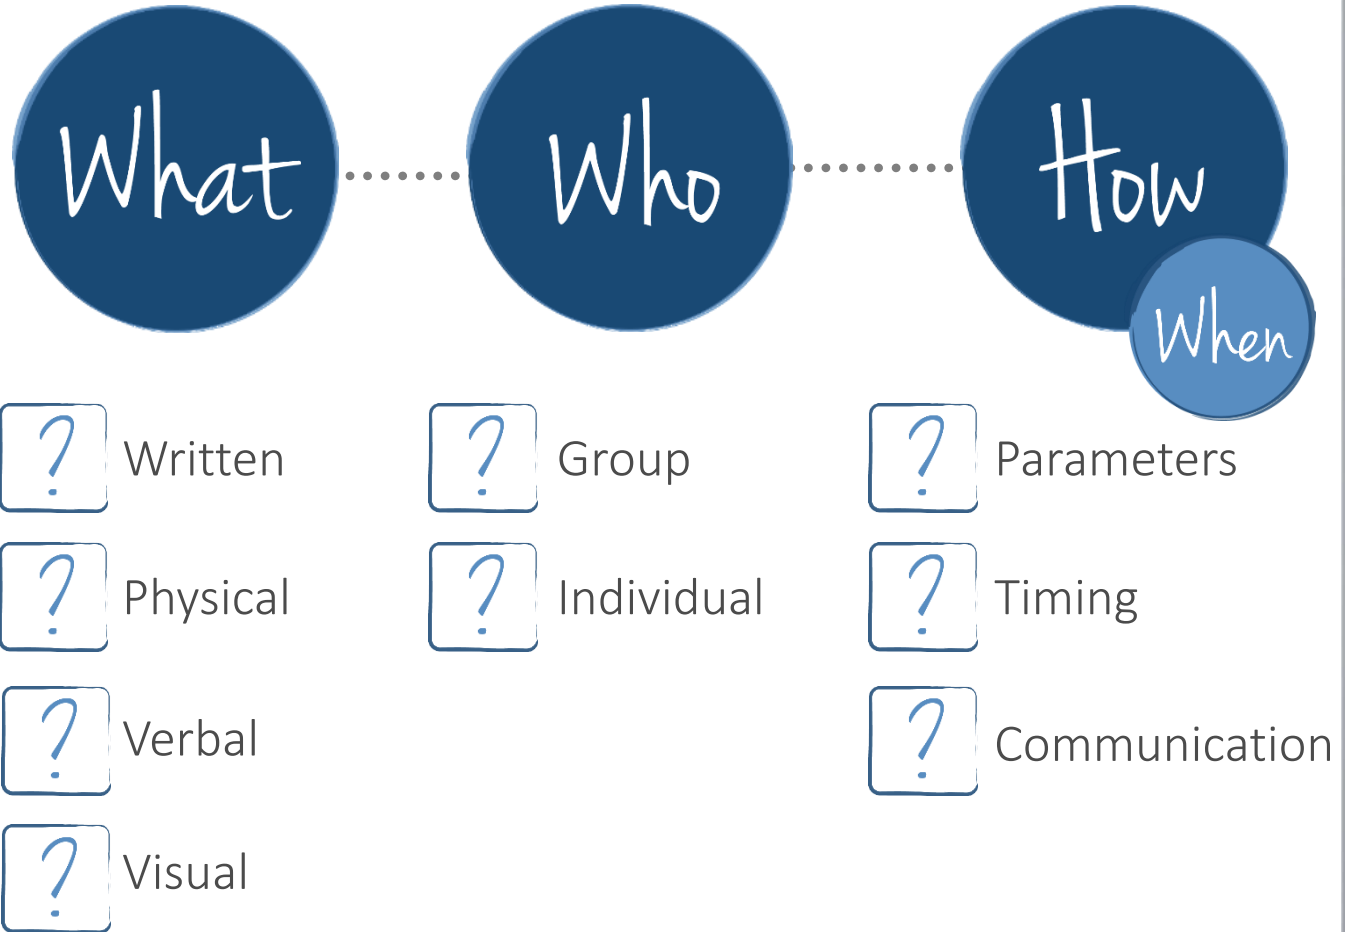 What
Who
How
When
? Written
? Physical
? Verbal
? Visual
? Group
? Individual
? Parameters
? Timing
? Communication